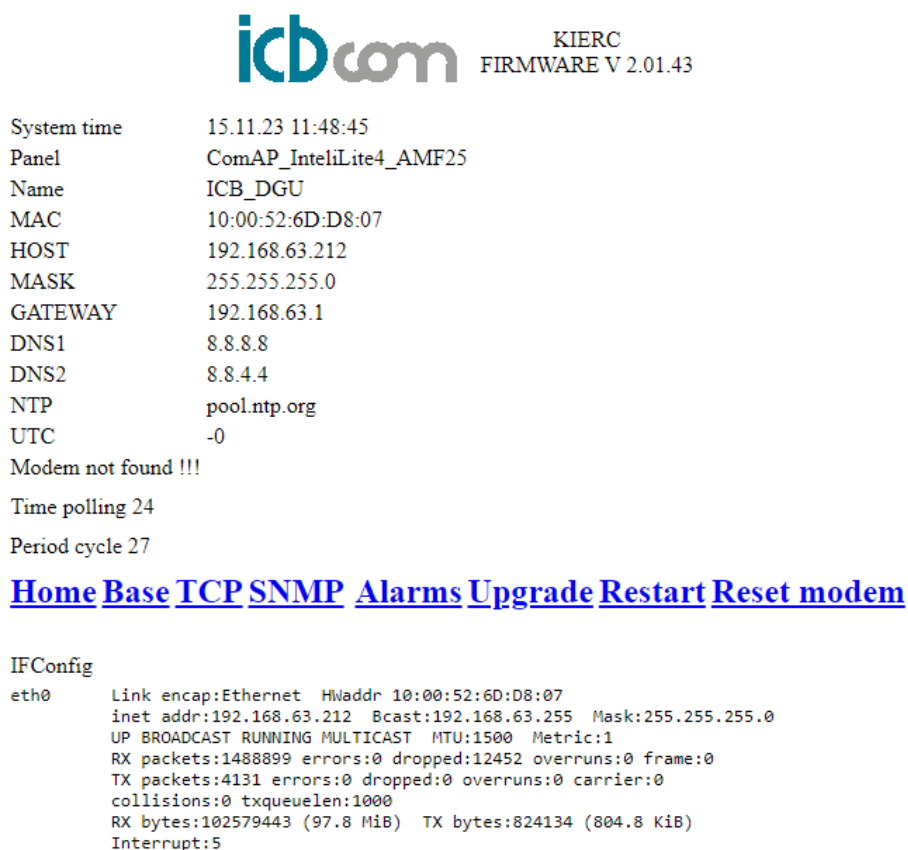 icbcom
KIERC
FIRMWARE V 2.01.43
System time 15.11.23 11:48:45
Panel ComAP_InteliLite4_AMF25
Name ICB_DGU
MAC 10:00:52:6D:D8:07
HOST 192.168.63.212
MASK 255.255.255.0
GATEWAY 192.168.63.1
DNS1 8.8.8.8
DNS2 8.8.4.4
NTP pool.ntp.org
UTC -0
Modem not found !!!
Time polling 24
Period cycle 27
Home Base TCP SNMP Alarms Upgrade Restart Reset modem
IFConfig
eth0 Link encap:Ethernet HWaddr 10:00:52:6D:D8:07
inet addr:192.168.63.212 Bcast:192.168.63.255 Mask:255.255.255.0
UP BROADCAST RUNNING MULTICAST MTU:1500 Metric:1
RX packets:1488899 errors:0 dropped:12452 overruns:0 frame:0
TX packets:4131 errors:0 dropped:0 overruns:0 carrier:0
collisions:0 txqueuelen:1000
RX bytes:102579443 (97.8 MiB) TX bytes:824134 (804.8 KiB)
Interrupt:5